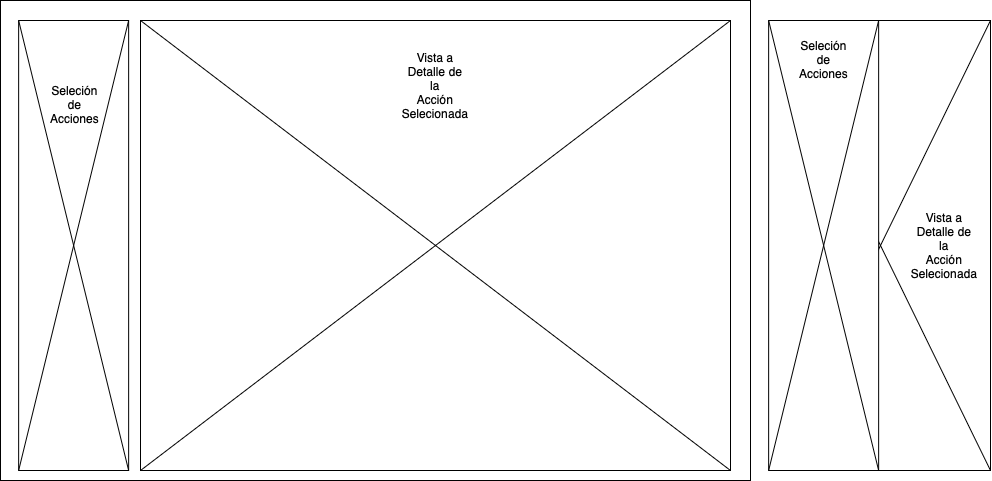 Seleción
de
Acciones
Vista a
Detalle de
la
Acción
Selecionada
Seleción
de
Acciones
Vista a
Detalle de
la
Acción
Selecionada